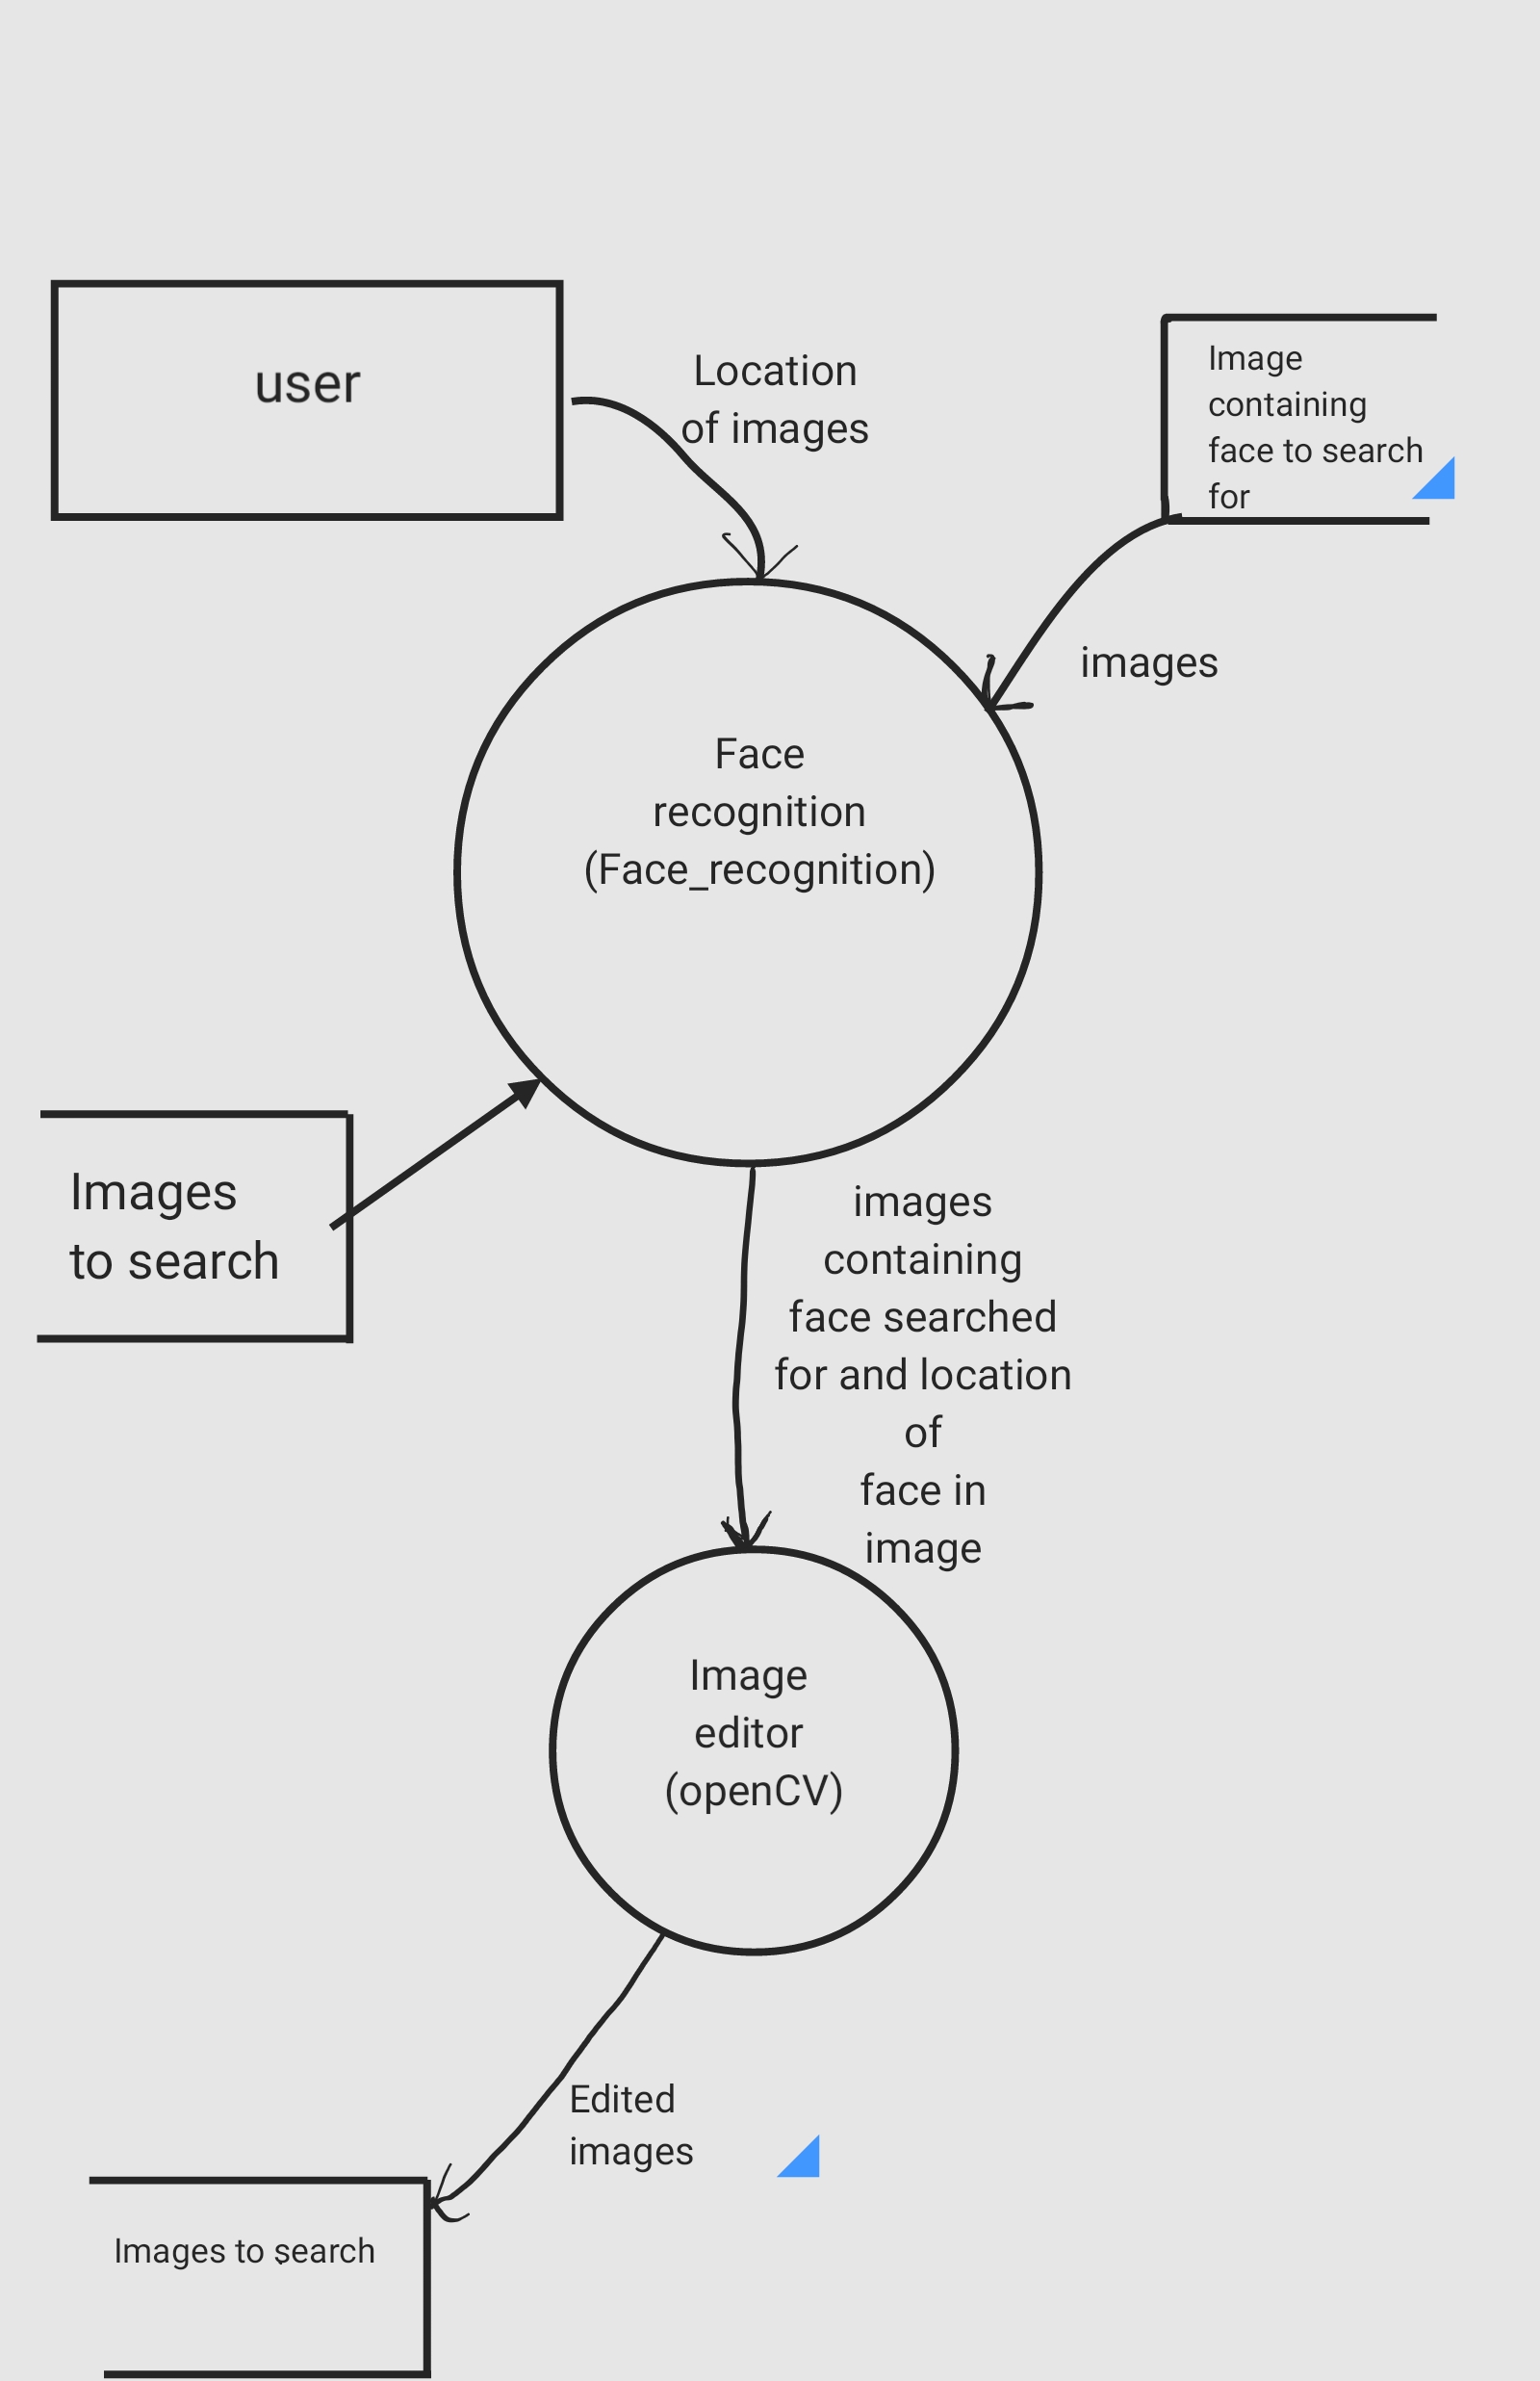 user
Location
of images
Image
containing
face to search
for
images
Face
recognition
(Face_recognition)
Images
to search
images
containing
face searched
for and location
of
face in
image
Image
editor
(openCV)
Edited
images
Images to search